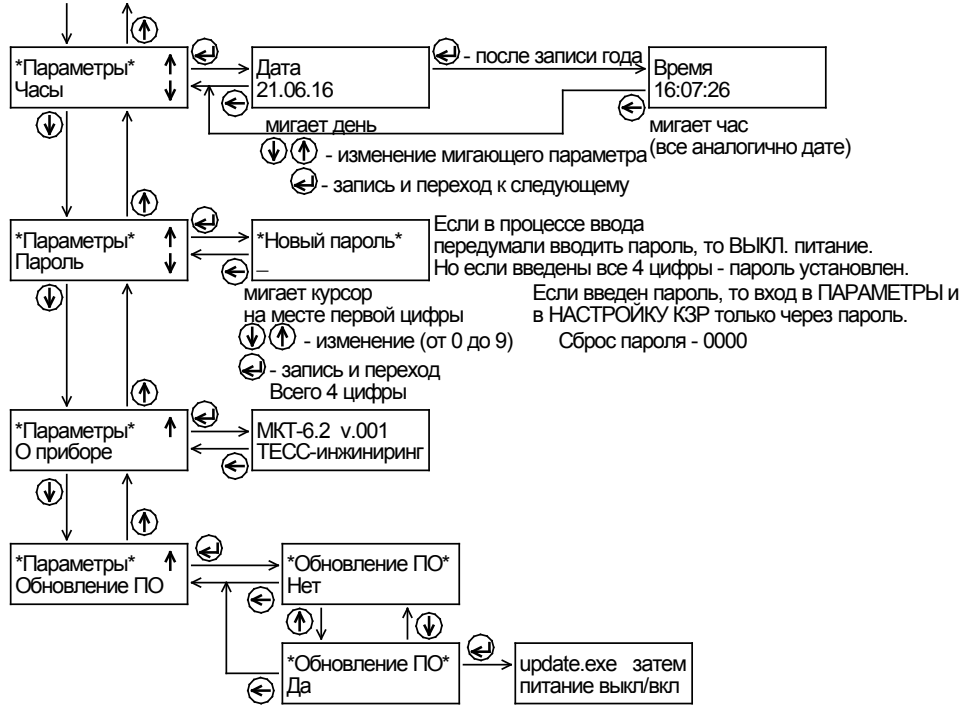 *Параметры*
Часы
Дата
21.06.16
- после записи года
Время
16:07:26
мигает день
- изменение мигающего параметра
- запись и переход к следующему
мигает час
(все аналогично дате)
*Параметры*
Пароль
*Новый пароль*
_
Если в процессе ввода
передумали вводить пароль, то ВЫКЛ. питание.
Но если введены все 4 цифры - пароль установлен.
мигает курсор
на месте первой цифры
- изменение (от 0 до 9)
- запись и переход
Всего 4 цифры
Если введен пароль, то вход в ПАРАМЕТРЫ и
в НАСТРОЙКУ КЗР только через пароль.
Сброс пароля - 0000
*Параметры*
О приборе
МКТ-6.2 v.001
ТЕСС-инжиниринг
*Параметры*
Обновление ПО
*Обновление ПО*
Нет
*Обновление ПО*
Да
update.exe затем
питание выкл/вкл